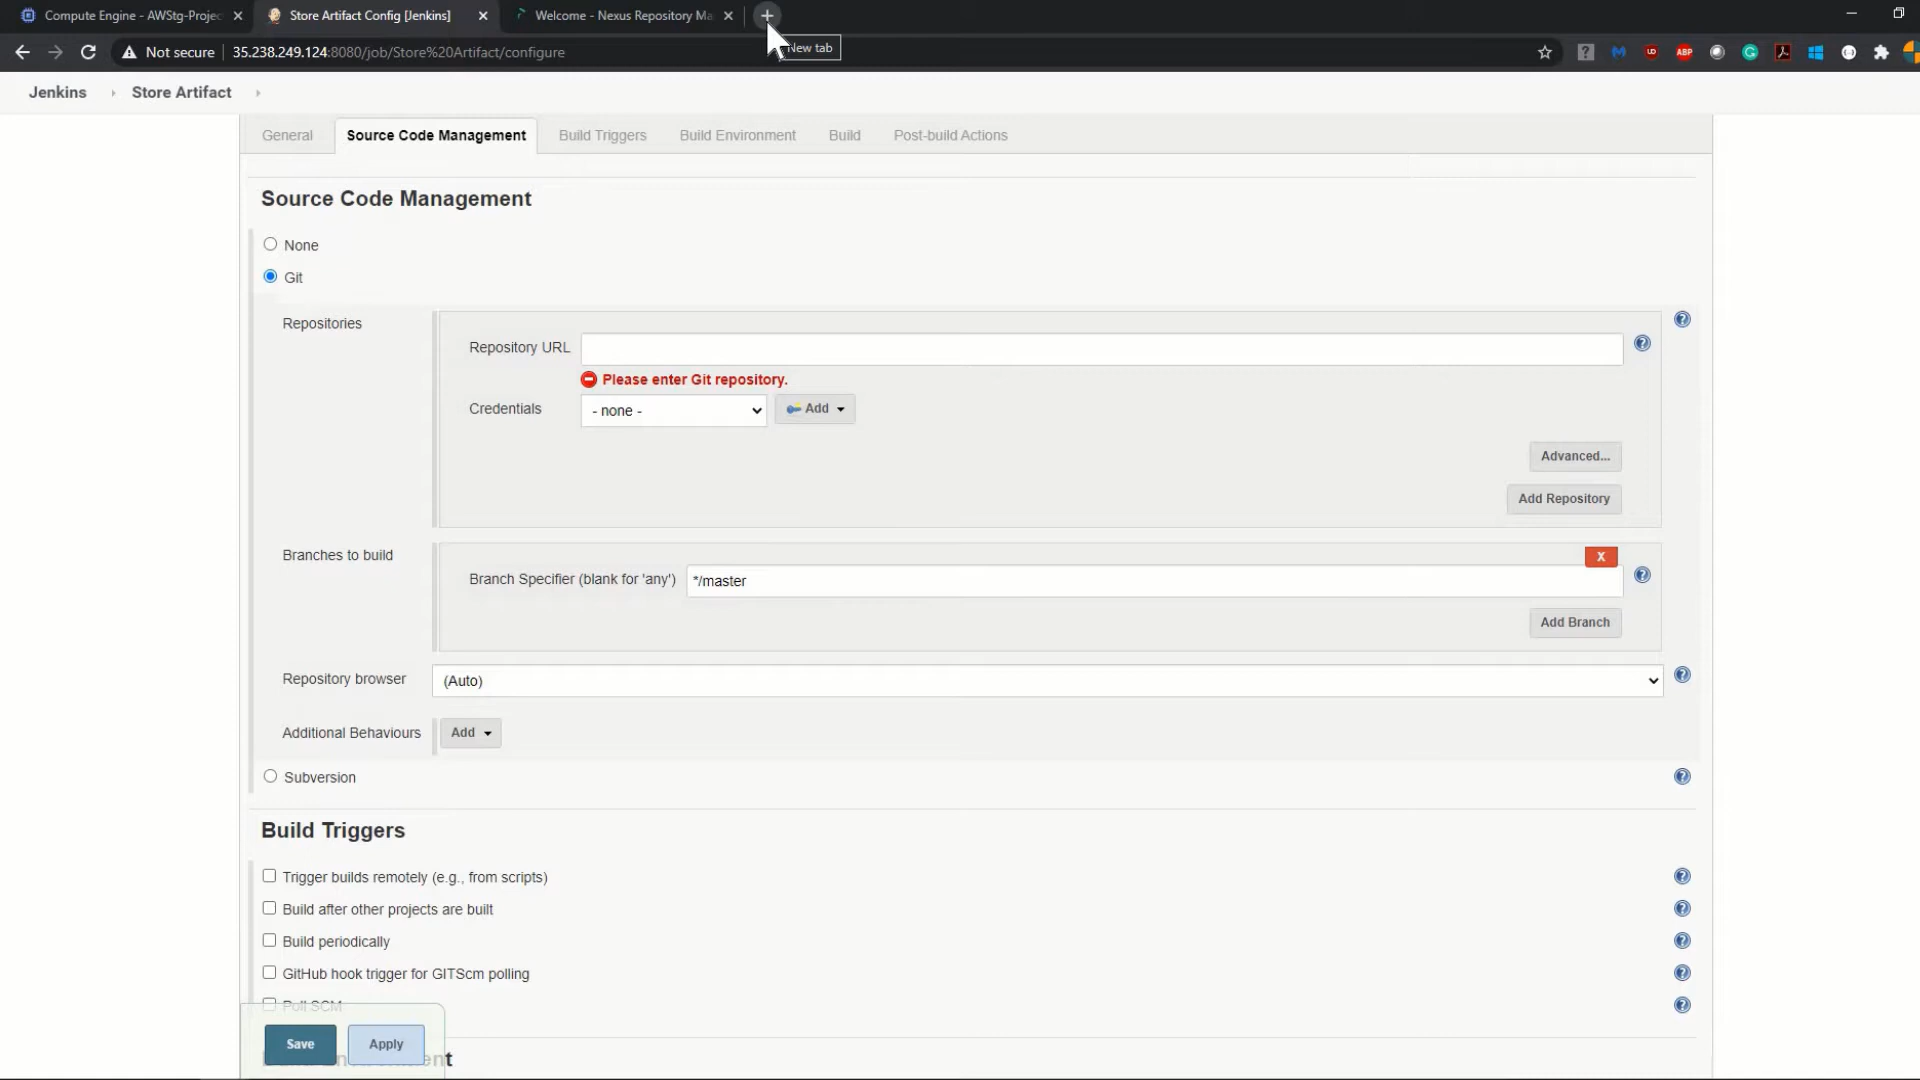 Compute Engine - AWStg-Projec
Store Artifact Config [Jenkins]
Welcome - Nexus Repository Ma
New tab
Not secure
35.238.249.124:8080/job/Store%20Artifact/configure
ABP
Jenkins
Store Artifact
General
Source Code Management
Build Triggers
Build Environment
Build
Post-build Actions
Source Code Management
None
Git
Repositories
Repository URL
Please enter Git repository.
Credentials
- none -
Add
Advanced...
Add Repository
Branches to build
X
Branch Specifier (blank for 'any')
*/master
Add Branch
Repository browser
(Auto)
Additional Behaviours
Add
Subversion
Build Triggers
Trigger builds remotely (e.g., from scripts)
Build after other projects are built
Build periodically
GitHub hook trigger for GITScm polling
Poll SCM
Save
Apply